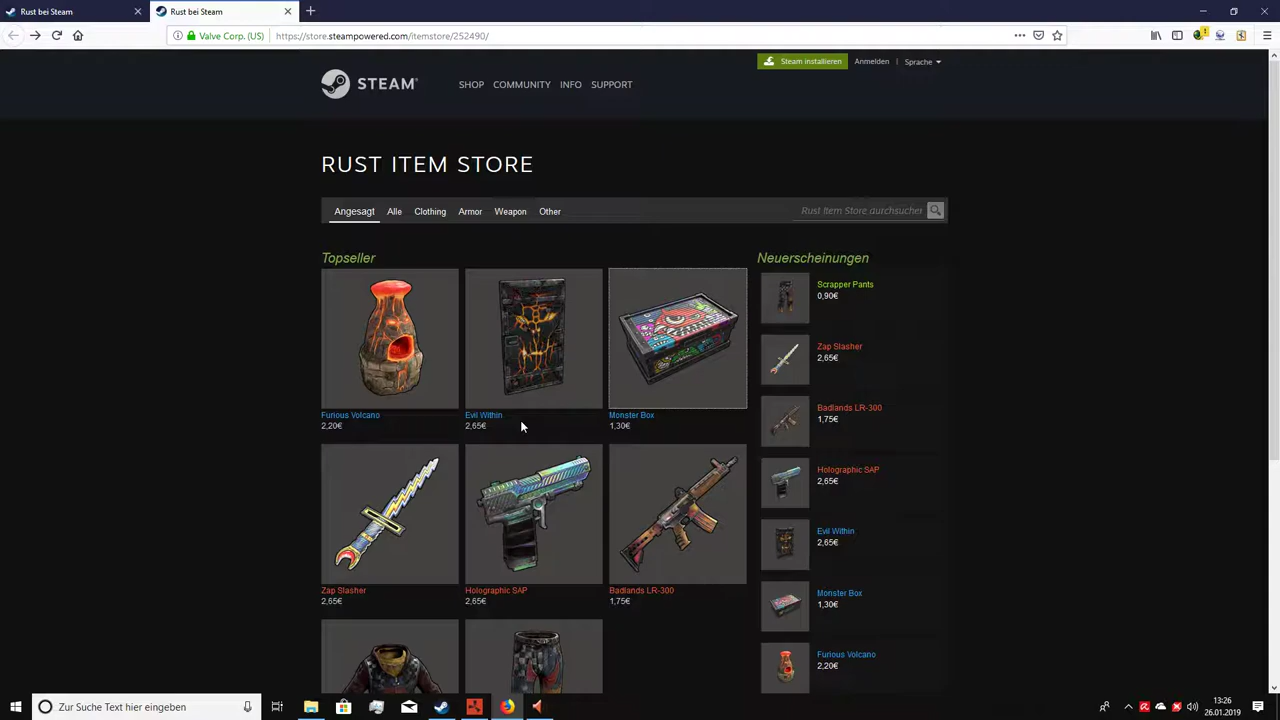 Rust bei Steam
Rust bei Steam
Valve Corp. (US) https://store.steampowered.com/itemstore/252490/
Steam installieren Anmelden | Sprache
STEAM®
SHOP COMMUNITY INFO SUPPORT
RUST ITEM STORE
Angesagt Alle Clothing Armor Weapon Other
Rust Item Store durchsuchen
Topseller
Furious Volcano
2,20€
Evil Within
2,65€
Monster Box
1,30€
Zap Slasher
2,65€
Holographic SAP
2,65€
Badlands LR-300
1,75€
Neuerscheinungen
Scrapper Pants
0,90€
Zap Slasher
2,65€
Badlands LR-300
1,75€
Holographic SAP
2,65€
Evil Within
2,65€
Monster Box
1,30€
Furious Volcano
2,20€
Zur Suche Text hier eingeben
13:26
26.01.2019